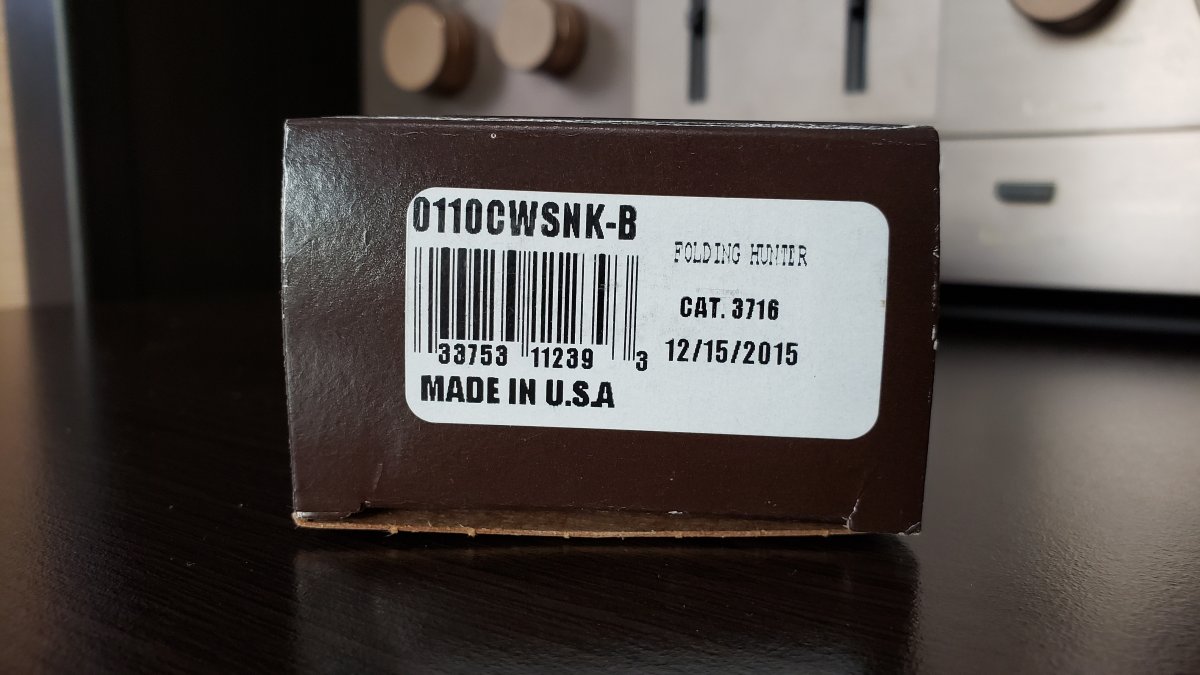 0110CWSNK-B
FOLDING HUNTER
CAT. 3716
33753 11239 3
12/15/2015
MADE IN U.S.A